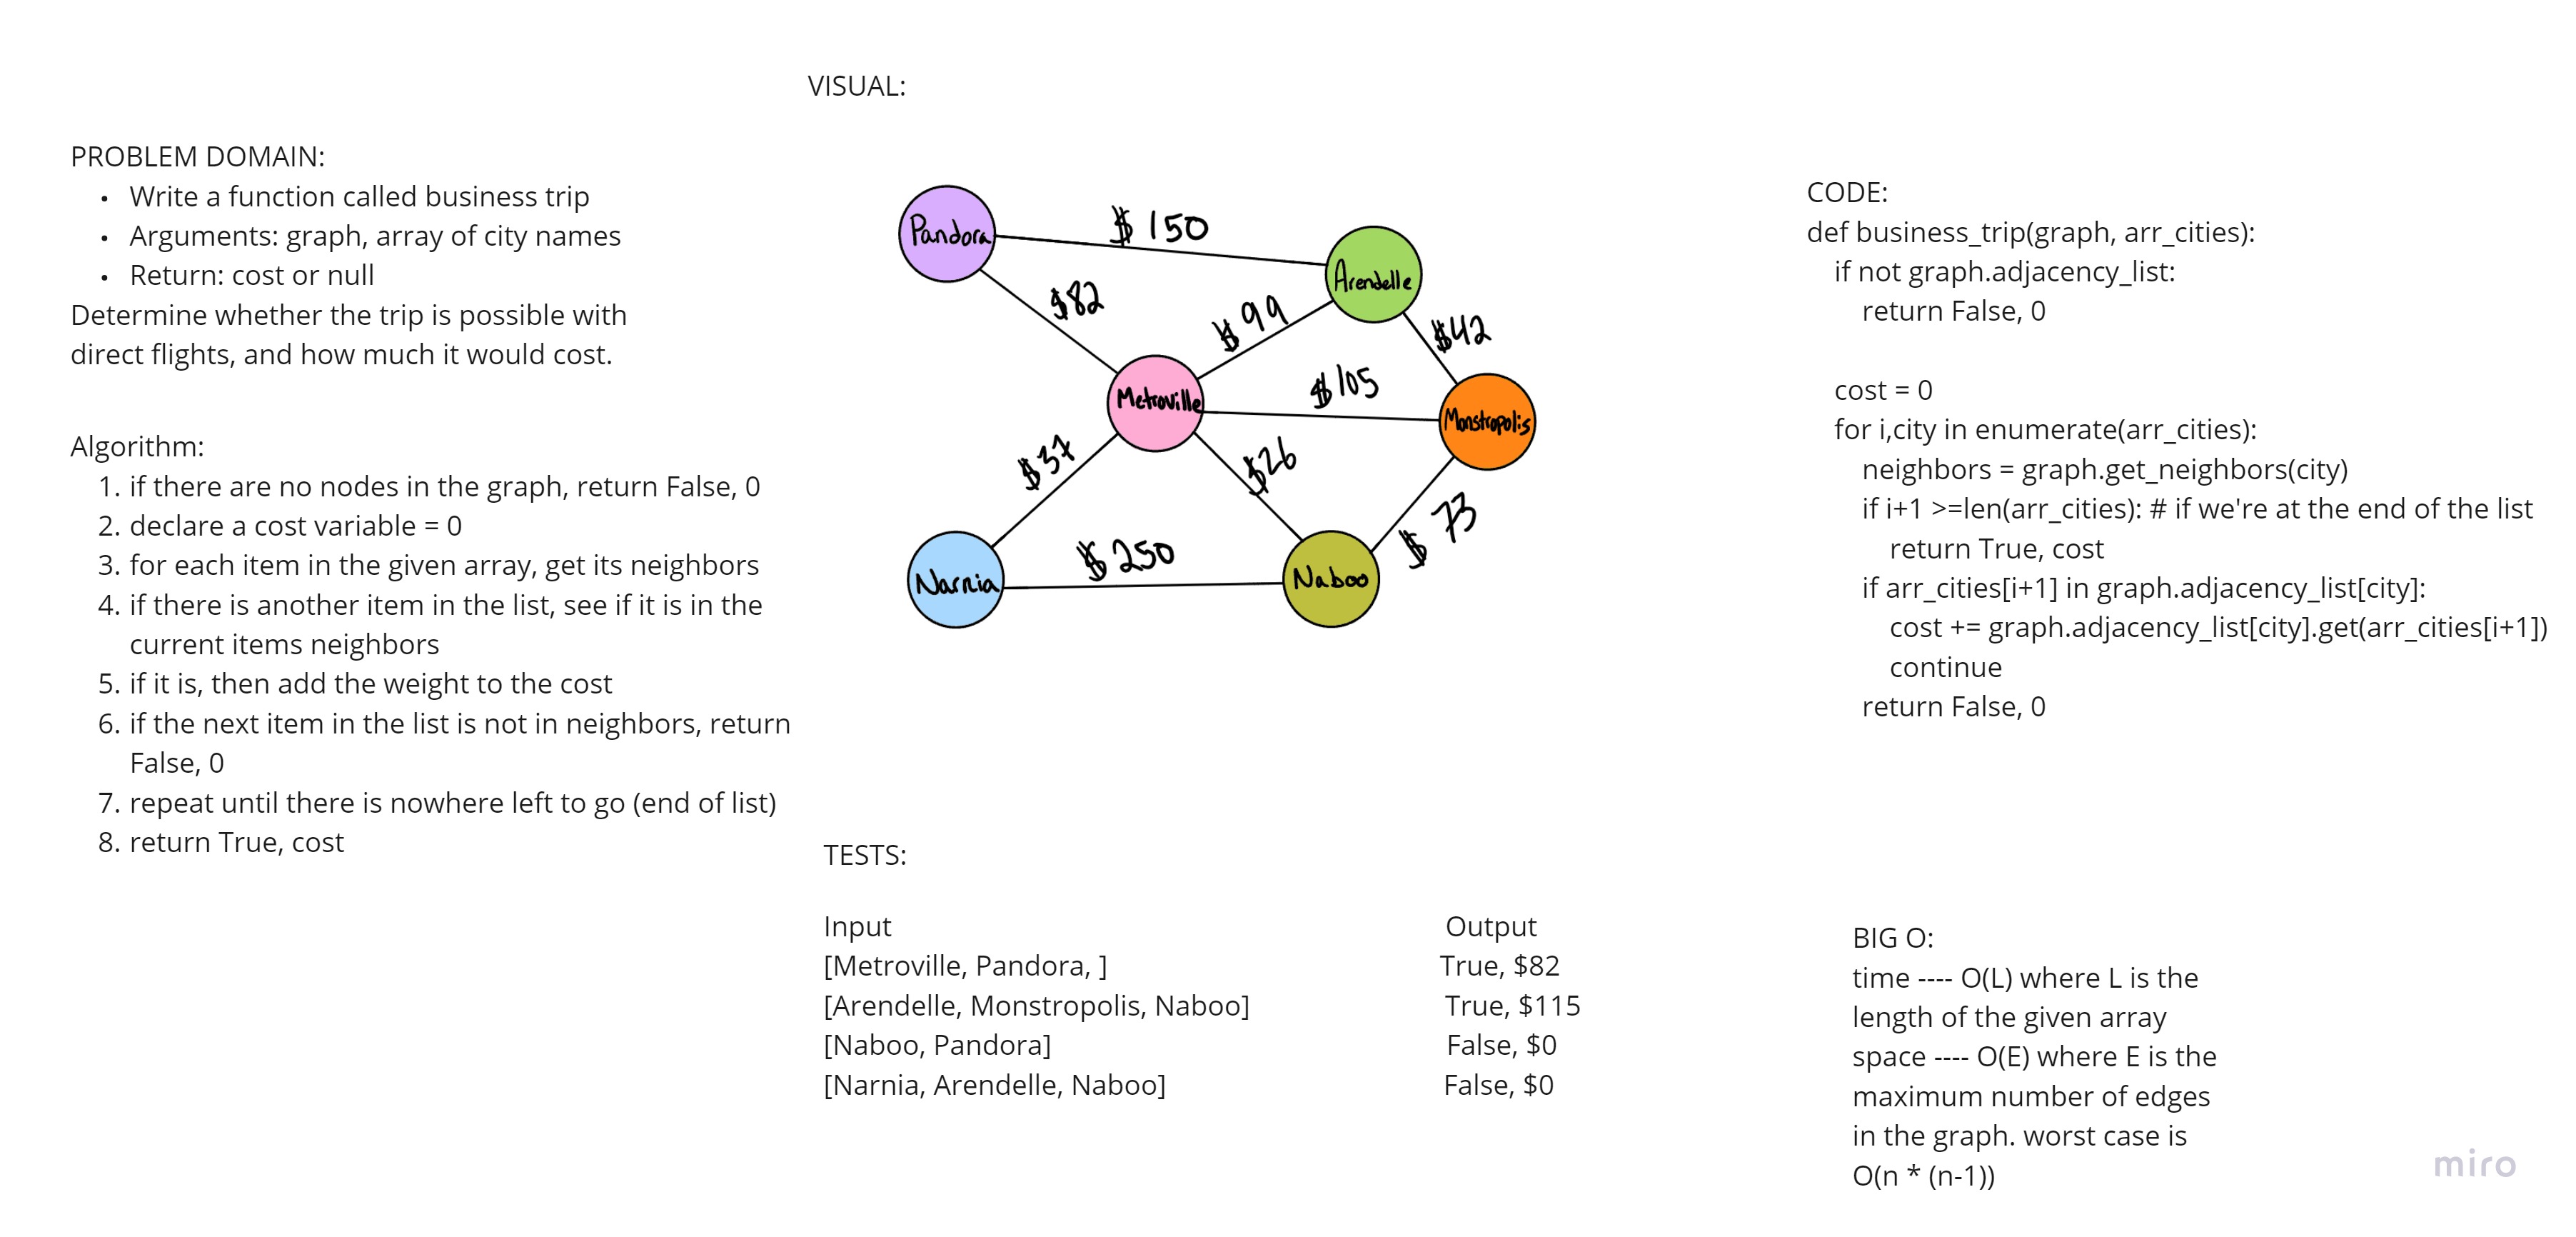 VISUAL:
PROBLEM DOMAIN:
• Write a function called business trip
• Arguments: graph, array of city names
• Return: cost or null
Determine whether the trip is possible with
direct flights, and how much it would cost.
Algorithm:
1. if there are no nodes in the graph, return False, 0
2. declare a cost variable = 0
3. for each item in the given array, get its neighbors
4. if there is another item in the list, see if it is in the
current items neighbors
5. if it is, then add the weight to the cost
6. if the next item in the list is not in neighbors, return
False, 0
7. repeat until there is nowhere left to go (end of list)
8. return True, cost
Pandora
$150
Arendelle
$82
$99
$42
Metroville
$105
Monstropolis
$37
$26
$73
Narnia
$250
Naboo
TESTS:
Input Output
[Metroville, Pandora, ] True, $82
[Arendelle, Monstropolis, Naboo] True, $115
[Naboo, Pandora] False, $0
[Narnia, Arendelle, Naboo] False, $0
CODE:
def business_trip(graph, arr_cities):
if not graph.adjacency_list:
return False, 0
cost = 0
for i,city in enumerate(arr_cities):
neighbors = graph.get_neighbors(city)
if i+1 >=len(arr_cities): # if we're at the end of the list
return True, cost
if arr_cities[i+1] in graph.adjacency_list[city]:
cost += graph.adjacency_list[city].get(arr_cities[i+1])
continue
return False, 0
BIG O:
time ---- O(L) where L is the
length of the given array
space ---- O(E) where E is the
maximum number of edges
in the graph. worst case is
O(n * (n-1))
miro